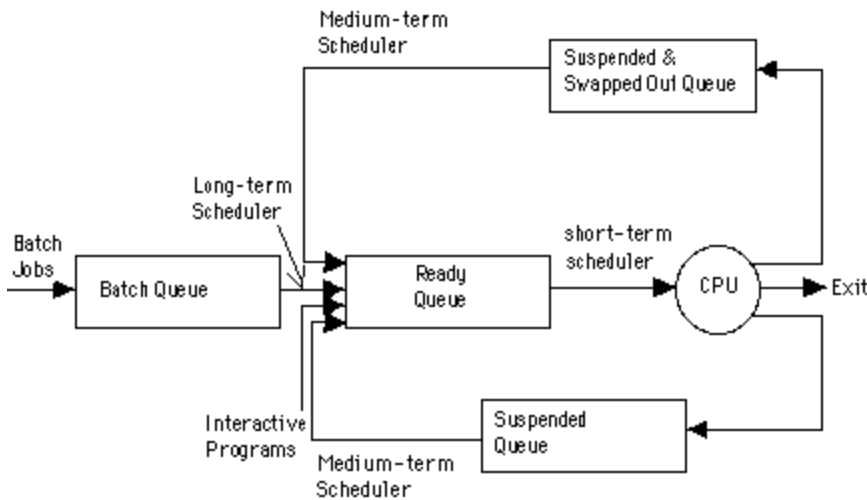 Medium-term
Scheduler
Suspended &
Swapped Out Queue
Long-term
Scheduler
Batch
Jobs
Batch Queue
Ready
Queue
short-term
scheduler
CPU
Exit
Interactive
Programs
Suspended
Queue
Medium-term
Scheduler